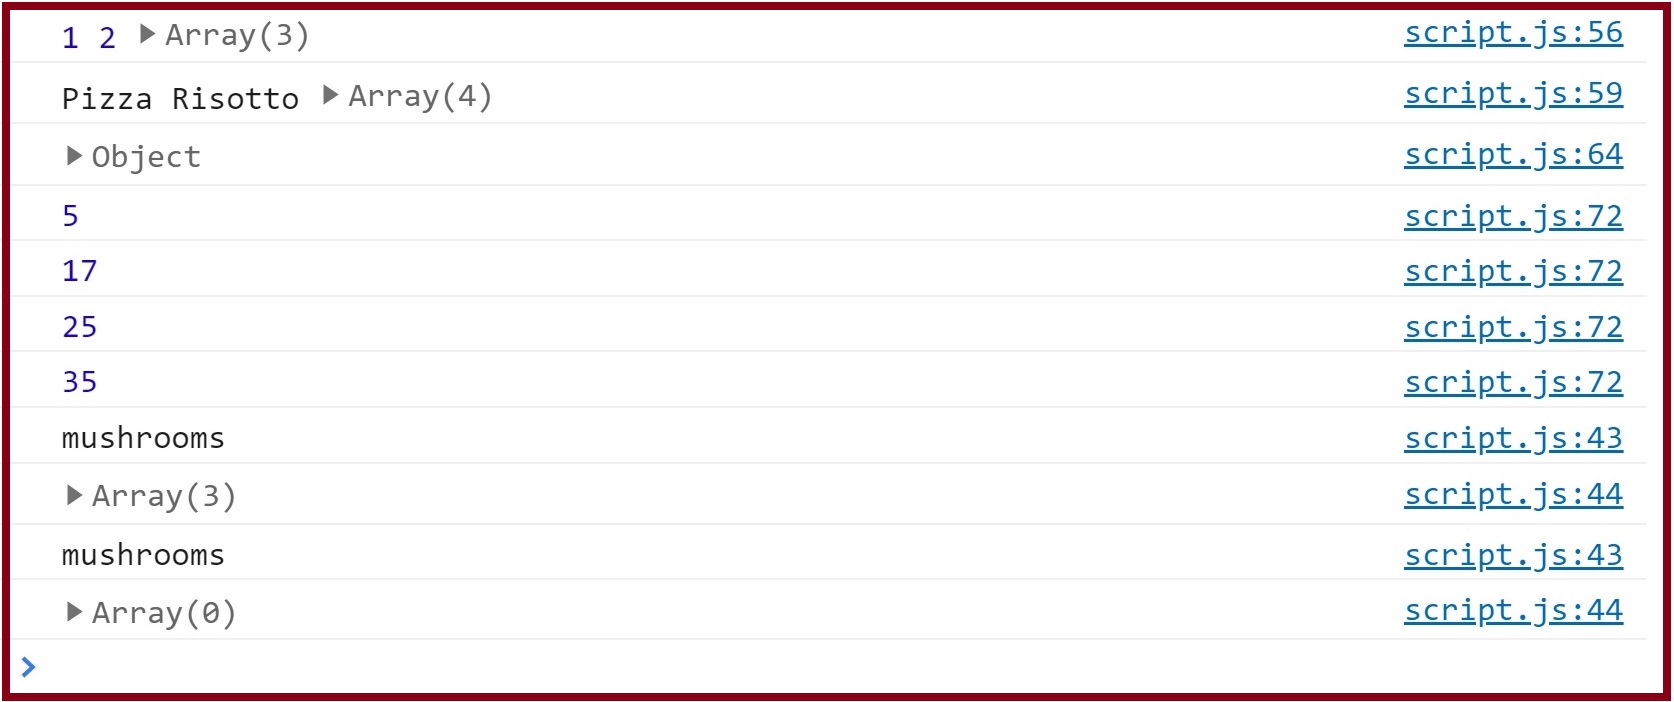 1 2 ▶Array(3) script.js:56
Pizza Risotto ▶Array(4) script.js:59
▶Object script.js:64
5 script.js:72
17 script.js:72
25 script.js:72
35 script.js:72
mushrooms script.js:43
▶Array(3) script.js:44
mushrooms script.js:43
▶Array(0) script.js:44
>